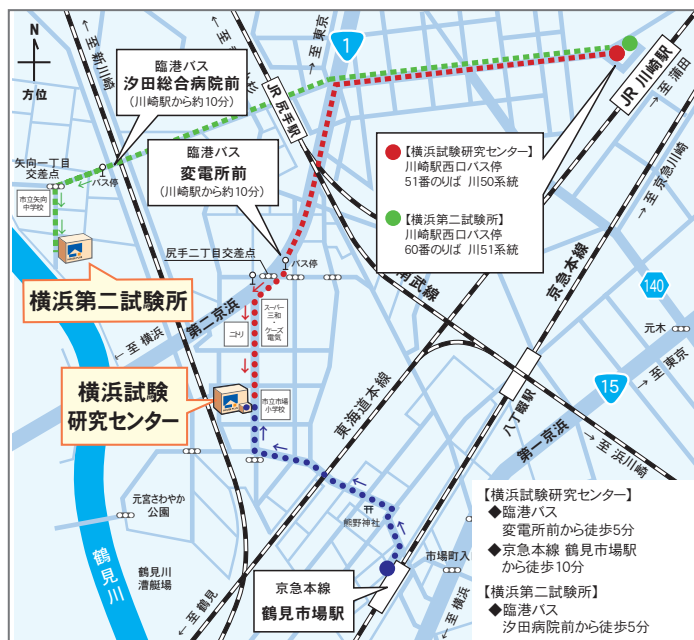 N
方位
← 至 新川崎
臨港バス
汐田総合病院前
（川崎駅から約10分）
JR 尻手駅
→ 至 東京
1
JR 川崎駅
→ 至 蒲田
矢向一丁目
交差点
バス停
市立矢向
中学校
臨港バス
変電所前
（川崎駅から約10分）
【横浜試験研究センター】
川崎駅西口バス停
51番のりば 川50系統
【横浜第二試験所】
川崎駅西口バス停
60番のりば 川51系統
→ 至 京急川崎
横浜第二試験所
尻手二丁目交差点
バス停
第二京浜
← 至 横浜
南武線
京急本線
140
元木
ニトリ
スーパー
三和
・
ケーズ
電気
横浜試験
研究センター
市立市場
小学校
東海道本線
八丁畷駅
15
→ 至 東京
第一京浜
→ 至 浜川崎
元宮さわやか
公園
鶴見川
鶴見川
漕艇場
熊野神社
市場町入口
← 至 鶴見
京急本線
鶴見市場駅
← 至 横浜
【横浜試験研究センター】
◆臨港バス
変電所前から徒歩5分
◆京急本線 鶴見市場駅
から徒歩10分
【横浜第二試験所】
◆臨港バス
汐田病院前から徒歩5分